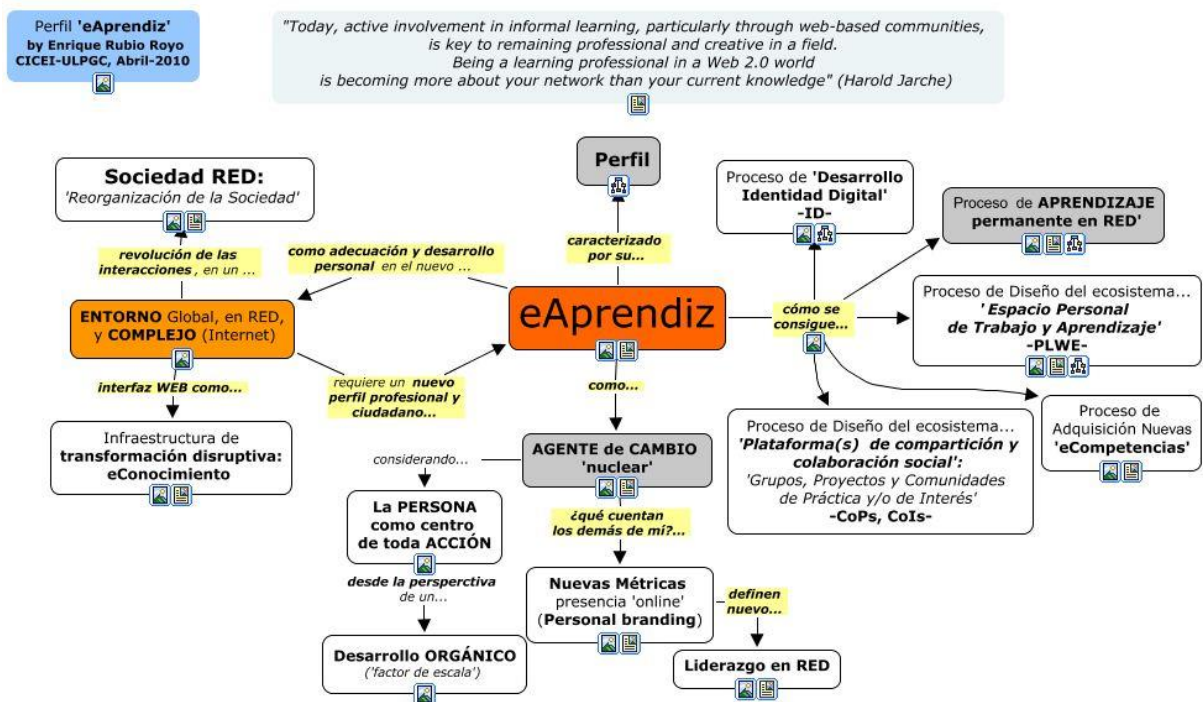 Perfil 'eAprendiz'
by Enrique Rubio Royo
CICEI-ULPGC, Abril-2010
"Today, active involvement in informal learning, particularly through web-based communities,
is key to remaining professional and creative in a field.
Being a learning professional in a Web 2.0 world
is becoming more about your network than your current knowledge" (Harold Jarche)
Sociedad RED:
'Reorganización de la Sociedad'
Perfil
Proceso de 'Desarrollo
Identidad Digital'
-ID-
Proceso de APRENDIZAJE
permanente en RED'
revolución de las
interacciones, en un ...
como adecuación y desarrollo
personal en el nuevo ...
caracterizado
por su...
ENTORNO Global, en RED,
y COMPLEJO (Internet)
eAprendiz
cómo se
consigue...
Proceso de Diseño del ecosistema...
'Espacio Personal
de Trabajo y Aprendizaje'
-PLWE-
interfaz WEB como...
requiere un nuevo
perfil profesional y
ciudadano...
como...
Infraestructura de
transformación disruptiva:
eConocimiento
considerando...
AGENTE de CAMBIO
'nuclear'
Proceso de Diseño del ecosistema...
'Plataforma(s) de compartición y
colaboración social':
'Grupos, Proyectos y Comunidades
de Práctica y/o de Interés'
-CoPs, CoIs-
Proceso de
Adquisición Nuevas
'eCompetencias'
La PERSONA
como centro
de toda ACCIÓN
¿qué cuentan
los demás de mí?...
desde la persperctiva
de un...
Nuevas Métricas
presencia 'online'
(Personal branding)
definen
nuevo...
Desarrollo ORGÁNICO
('factor de escala')
Liderazgo en RED